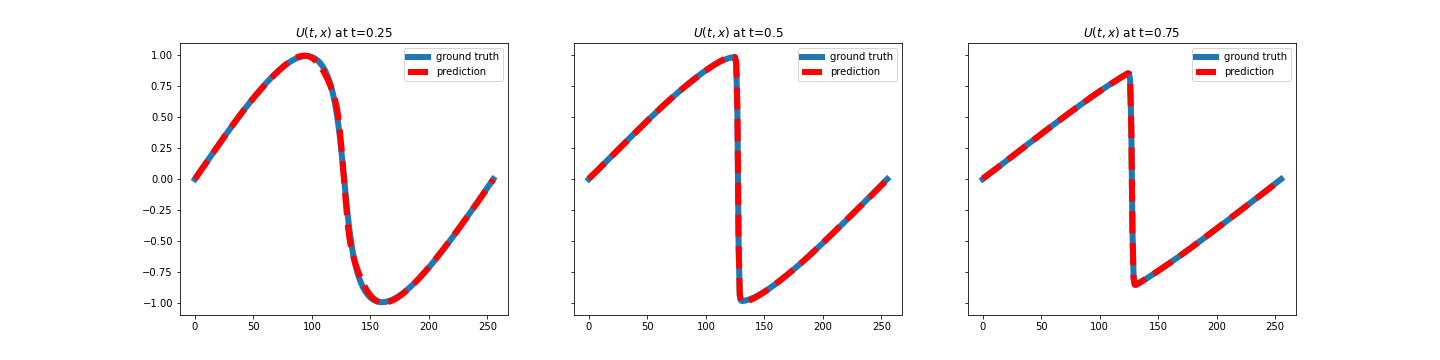 U(t, x) at t=0.25
U(t, x) at t=0.5
U(t, x) at t=0.75
ground truth
prediction
ground truth
prediction
ground truth
prediction
1.00
0.75
0.50
0.25
0.00
−0.25
−0.50
−0.75
−1.00
0 50 100 150 200 250
0 50 100 150 200 250
0 50 100 150 200 250